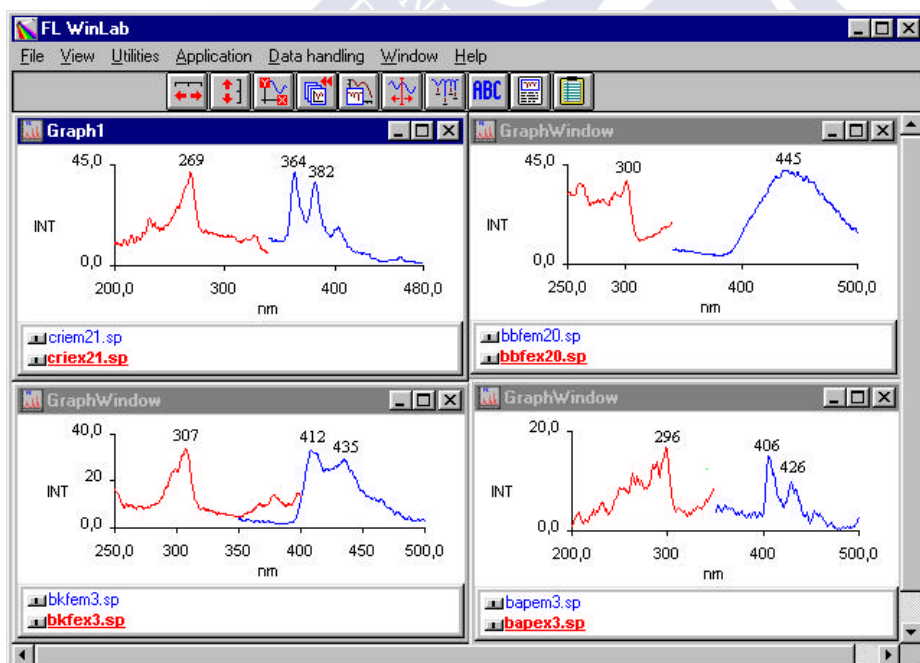 FL WinLab
File View Utilities Application Data handling Window Help
ABC
Graph1
45,0
269
364
382
INT
0,0
200,0 300 400 480,0
nm
criem21.sp
criex21.sp
GraphWindow
45,0
300
445
INT
0,0
250,0 300 400 500,0
nm
bbfem20.sp
bbfex20.sp
GraphWindow
40,0
307
412
435
20
INT
0,0
250,0 300 350 400 450 500,0
nm
bkfem3.sp
bkfex3.sp
GraphWindow
20,0
296
406
426
INT
0,0
200,0 300 400 500,0
nm
bapem3.sp
bapex3.sp